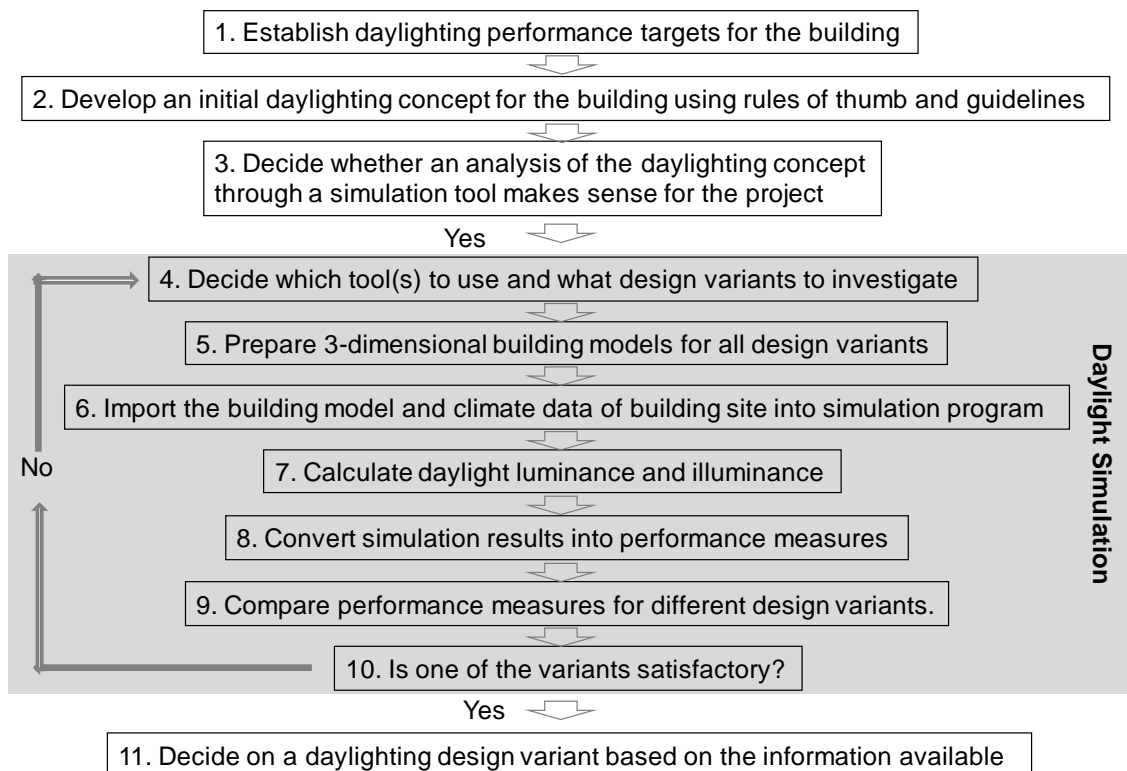 1. Establish daylighting performance targets for the building
2. Develop an initial daylighting concept for the building using rules of thumb and guidelines
3. Decide whether an analysis of the daylighting concept
through a simulation tool makes sense for the project
Yes
4. Decide which tool(s) to use and what design variants to investigate
5. Prepare 3-dimensional building models for all design variants
6. Import the building model and climate data of building site into simulation program
No
7. Calculate daylight luminance and illuminance
8. Convert simulation results into performance measures
9. Compare performance measures for different design variants.
10. Is one of the variants satisfactory?
Daylight Simulation
Yes
11. Decide on a daylighting design variant based on the information available